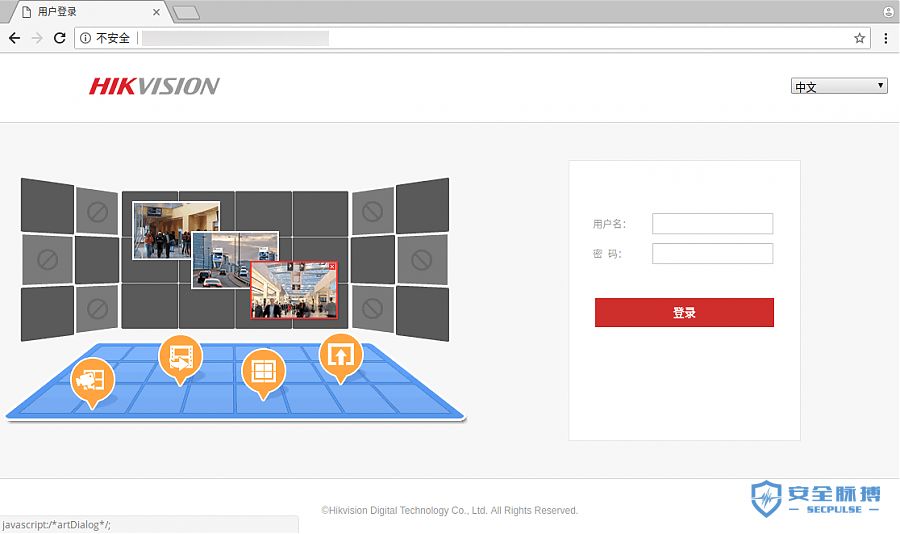 用户登录
不安全
HIKVISION
中文
用户名:
密 码:
登录
©Hikvision Digital Technology Co., Ltd. All Rights Reserved.
安全脉搏
SECPULSE
javascript:/*artDialog*/;